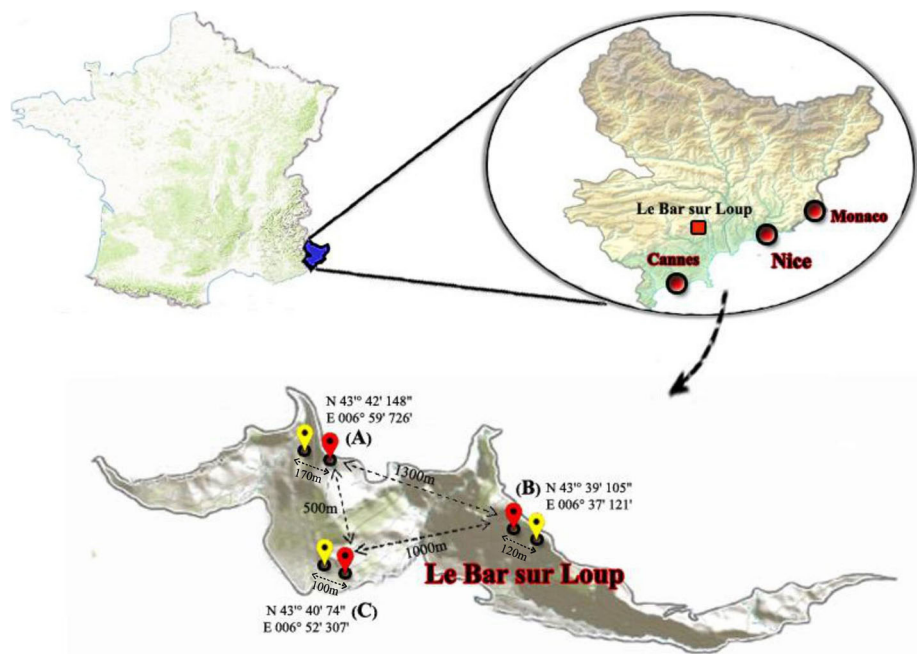 Le Bar sur Loup
Monaco
Nice
Cannes
N 43'° 42' 148"
E 006° 59' 726'
(A)
170m
1300m
500m
(B)
N 43'° 39' 105"
E 006° 37' 121'
120m
1000m
Le Bar sur Loup
100m
N 43'° 40' 74"
(C)
E 006° 52' 307'